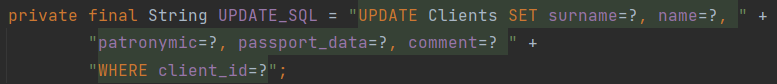 private final String UPDATE_SQL = "UPDATE Clients SET surname=?, name=?, " +
"patronymic=?, passport_data=?, comment=? " +
"WHERE client_id=?";